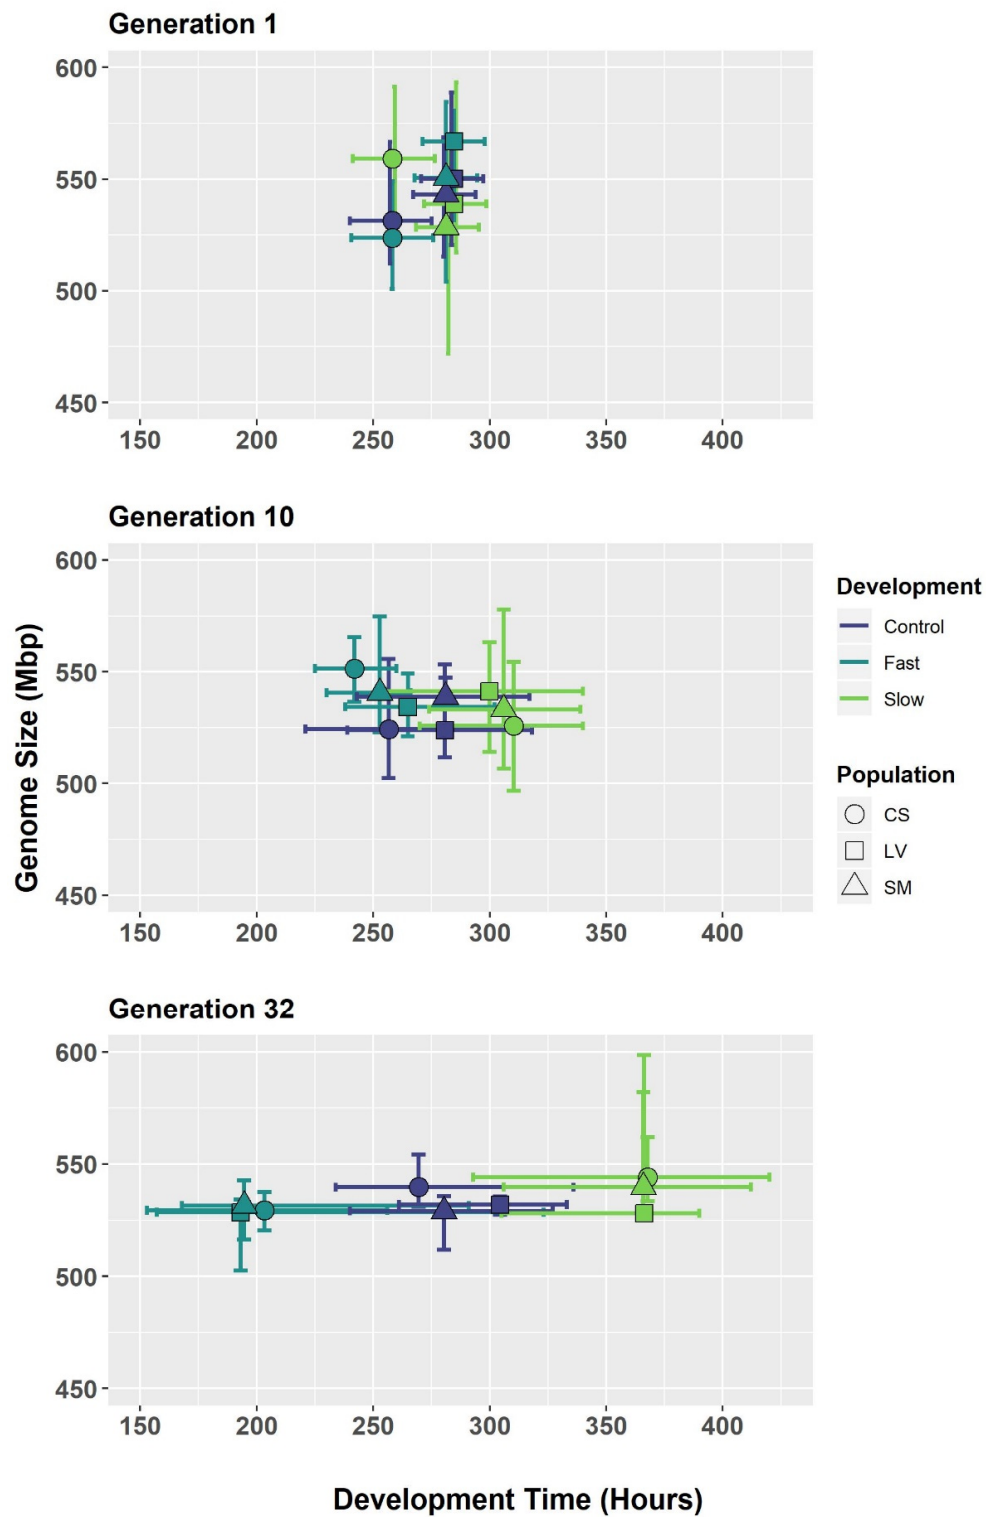 Generation 1
600
550
500
450
150 200 250 300 350 400
Generation 10
600
550
500
450
150 200 250 300 350 400
Generation 32
600
550
500
450
150 200 250 300 350 400
Genome Size (Mbp)
Development Time (Hours)
Development
Control
Fast
Slow
Population
CS
LV
SM